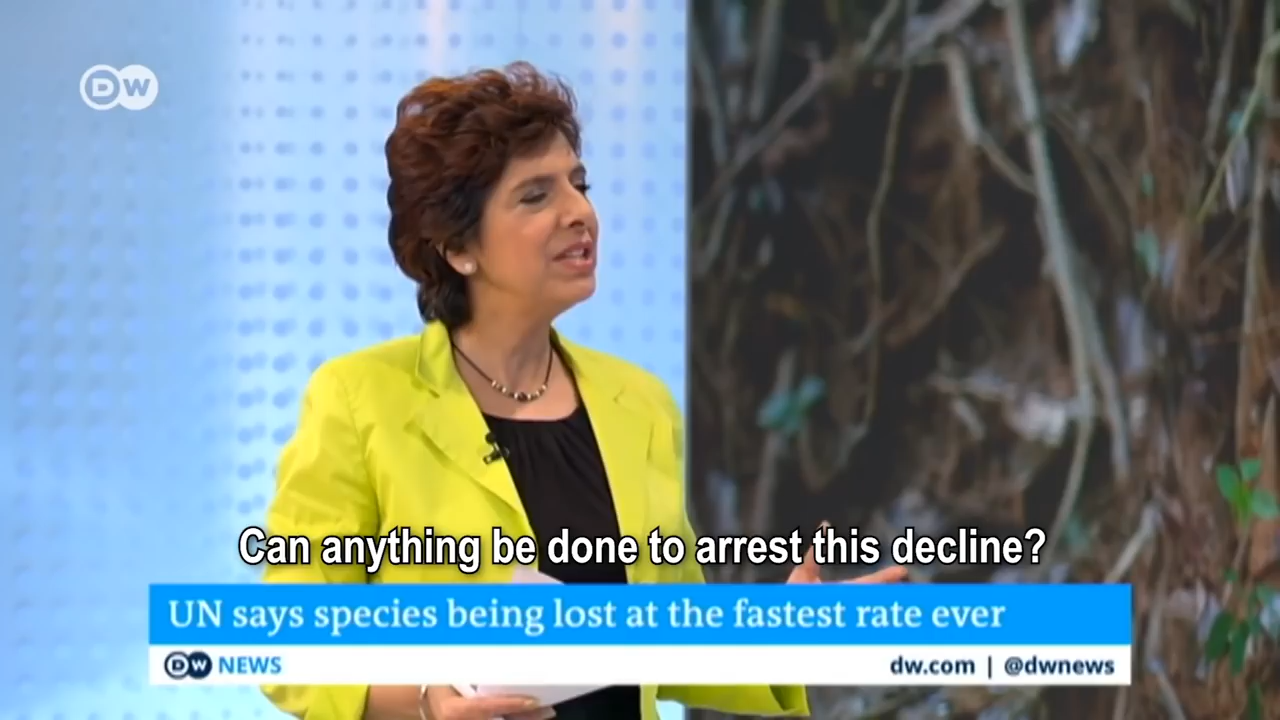 DW
Can anything be done to arrest this decline?
UN says species being lost at the fastest rate ever
DW NEWS
dw.com | @dwnews